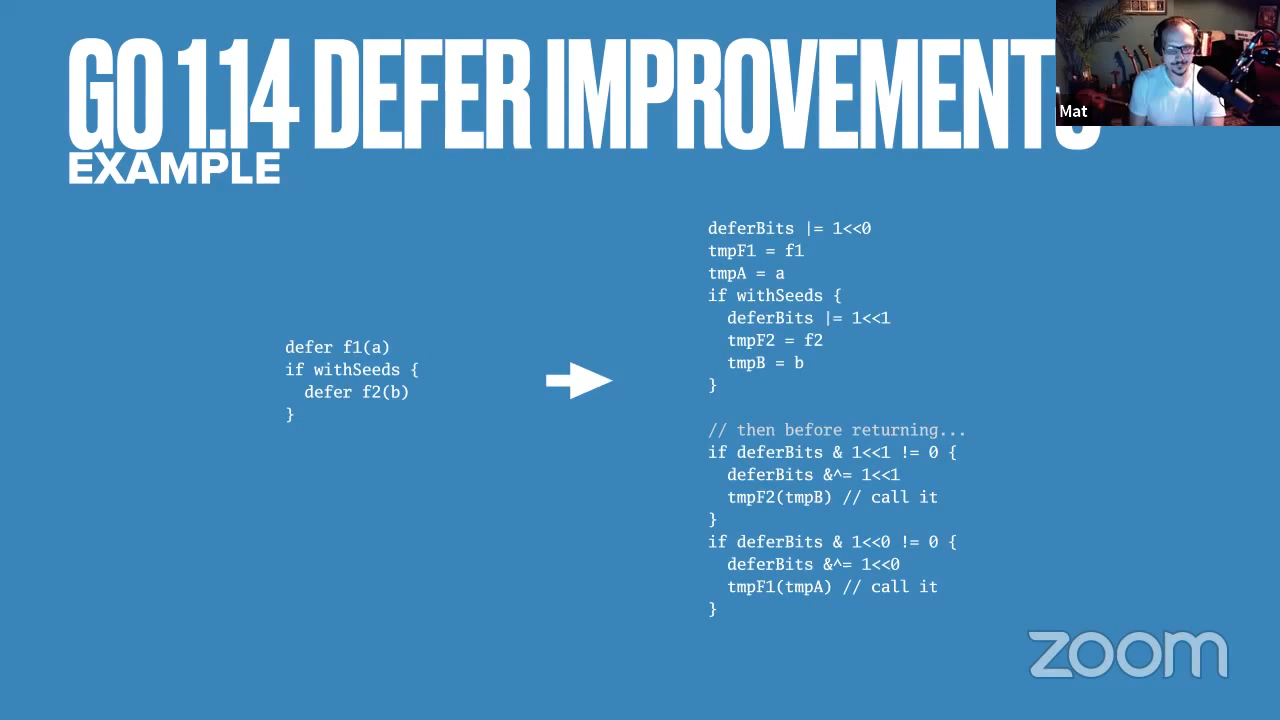 GO 1.14 DEFER IMPROVEMENTS
EXAMPLE
Mat
defer f1(a)
if withSeeds {
  defer f2(b)
}
deferBits |= 1<<0
tmpF1 = f1
tmpA = a
if withSeeds {
  deferBits |= 1<<1
  tmpF2 = f2
  tmpB = b
}
// then before returning...
if deferBits & 1<<1 != 0 {
  deferBits &^= 1<<1
  tmpF2(tmpB) // call it
}
if deferBits & 1<<0 != 0 {
  deferBits &^= 1<<0
  tmpF1(tmpA) // call it
}
zoom